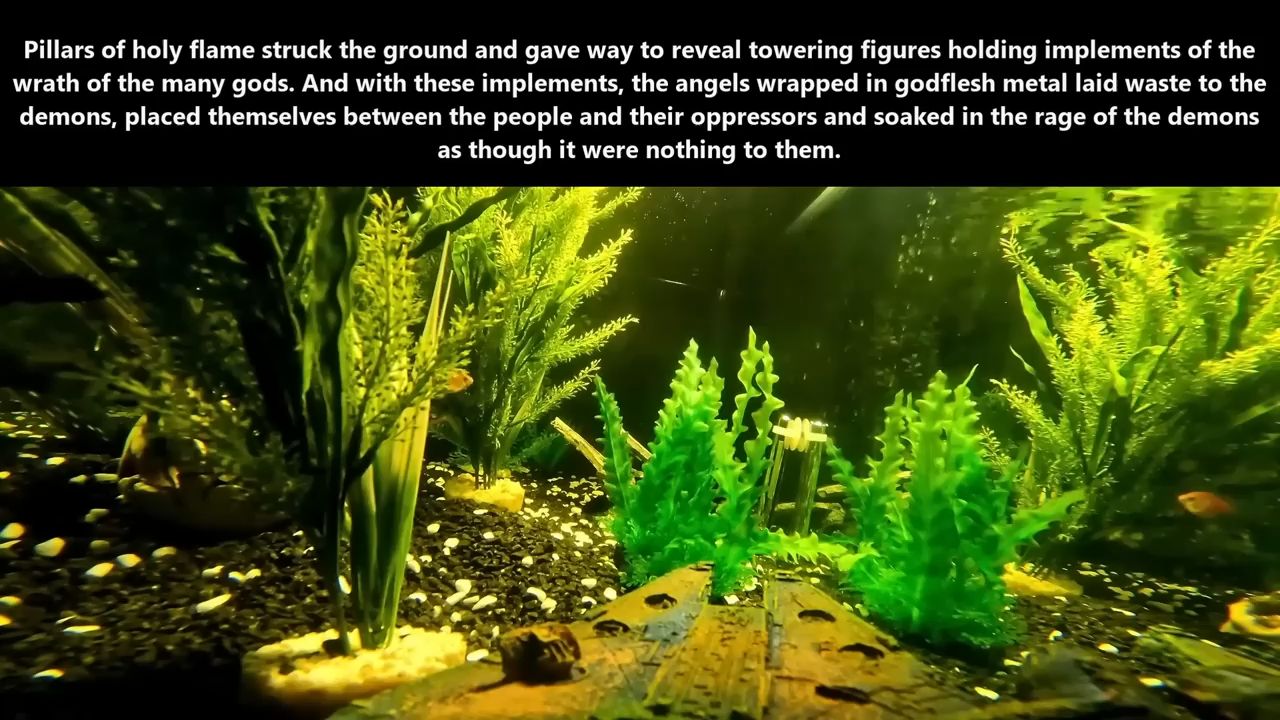 Pillars of holy flame struck the ground and gave way to reveal towering figures holding implements of the
wrath of the many gods. And with these implements, the angels wrapped in godflesh metal laid waste to the
demons, placed themselves between the people and their oppressors and soaked in the rage of the demons
as though it were nothing to them.